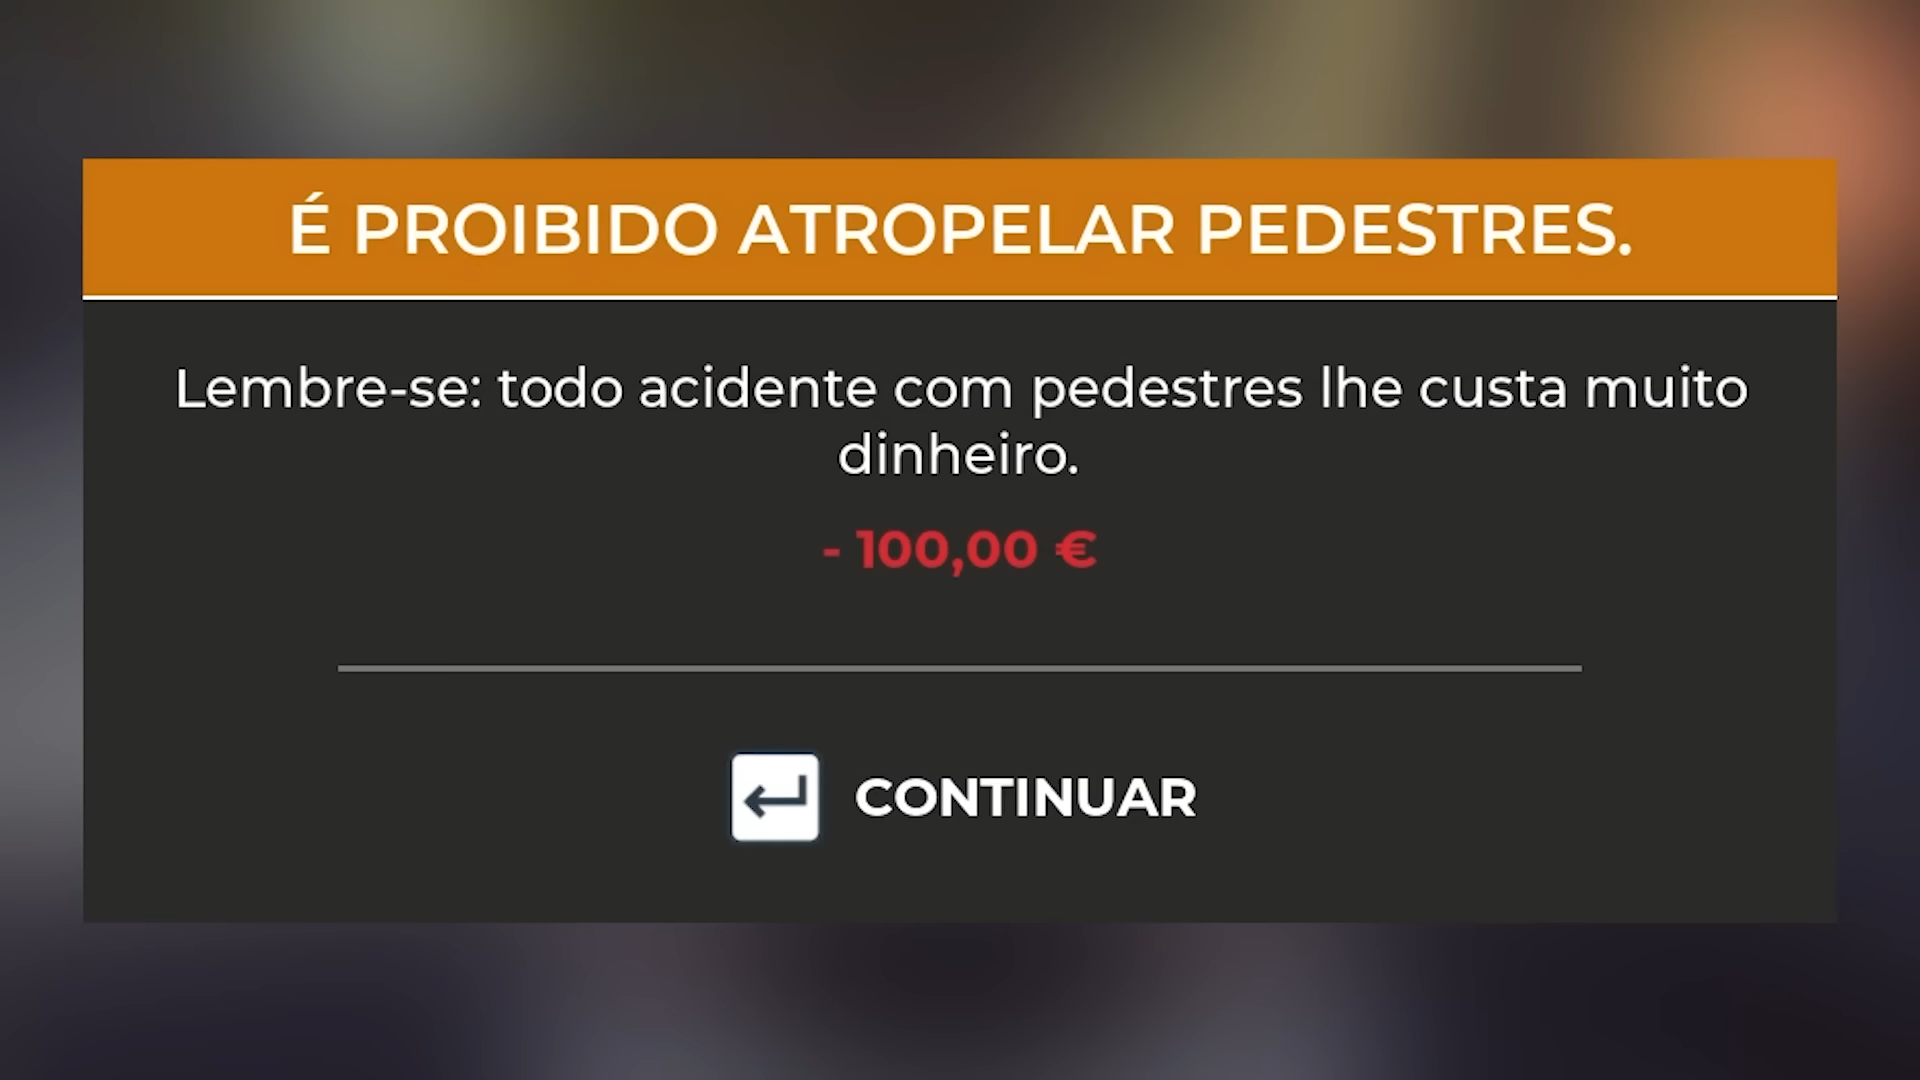 É PROIBIDO ATROPELAR PEDESTRES.
Lembre-se: todo acidente com pedestres lhe custa muito
dinheiro.
- 100,00 €
CONTINUAR